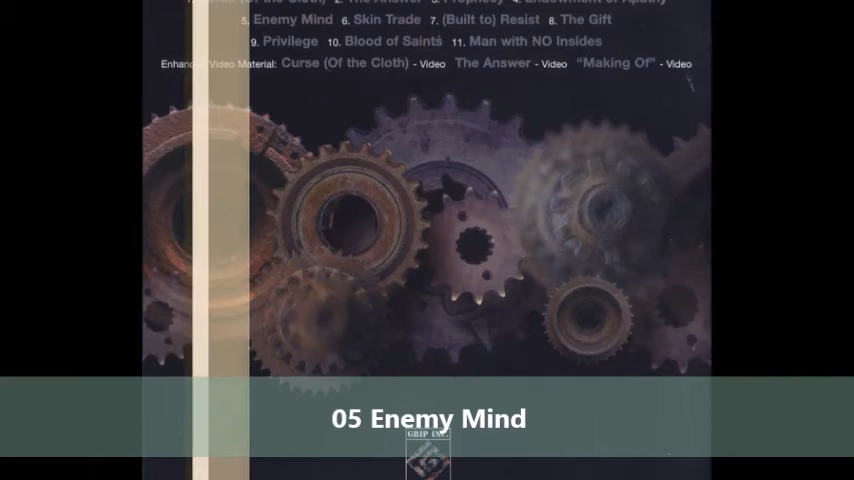 5. Enemy Mind 6. Skin Trade 7. (Built to) Resist 8. The Gift
9. Privilege 10. Blood of Saints 11. Man with NO Insides
Video Material: Curse (Of the Cloth) - Video The Answer - Video "Making Of" - Video
05 Enemy Mind
GRIP INC.